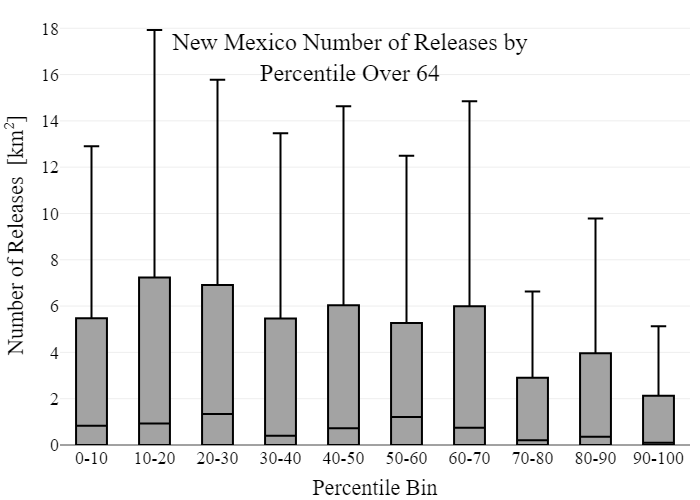 New Mexico Number of Releases by
Percentile Over 64
Number of Releases [km²]
18
16
14
12
10
8
6
4
2
0
0-10 10-20 20-30 30-40 40-50 50-60 60-70 70-80 80-90 90-100
Percentile Bin